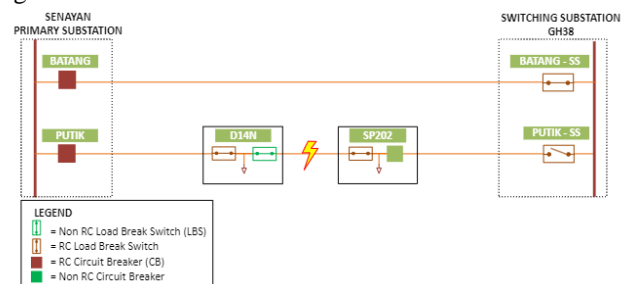 SENAYAN
PRIMARY SUBSTATION
SWITCHING SUBSTATION
GH38
BATANG
BATANG - SS
PUTIK
D14N
SP202
PUTIK - SS
LEGEND
= Non RC Load Break Switch (LBS)
= RC Load Break Switch
= RC Circuit Breaker (CB)
= Non RC Circuit Breaker